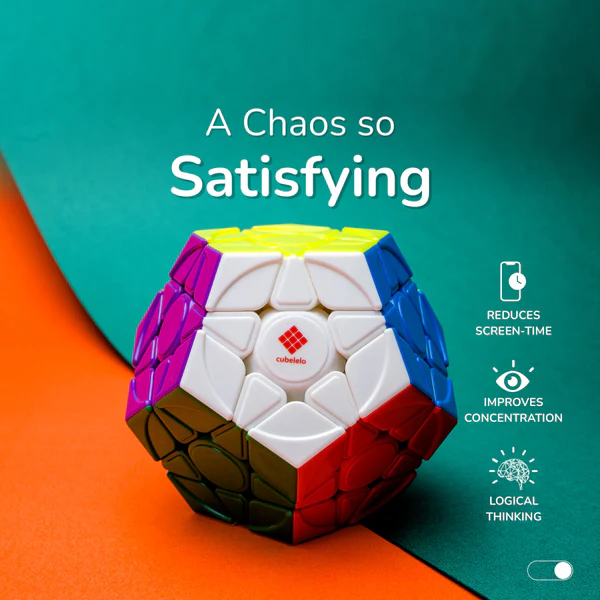 A Chaos so
Satisfying
cubelelo
REDUCES
SCREEN-TIME
IMPROVES
CONCENTRATION
LOGICAL
THINKING